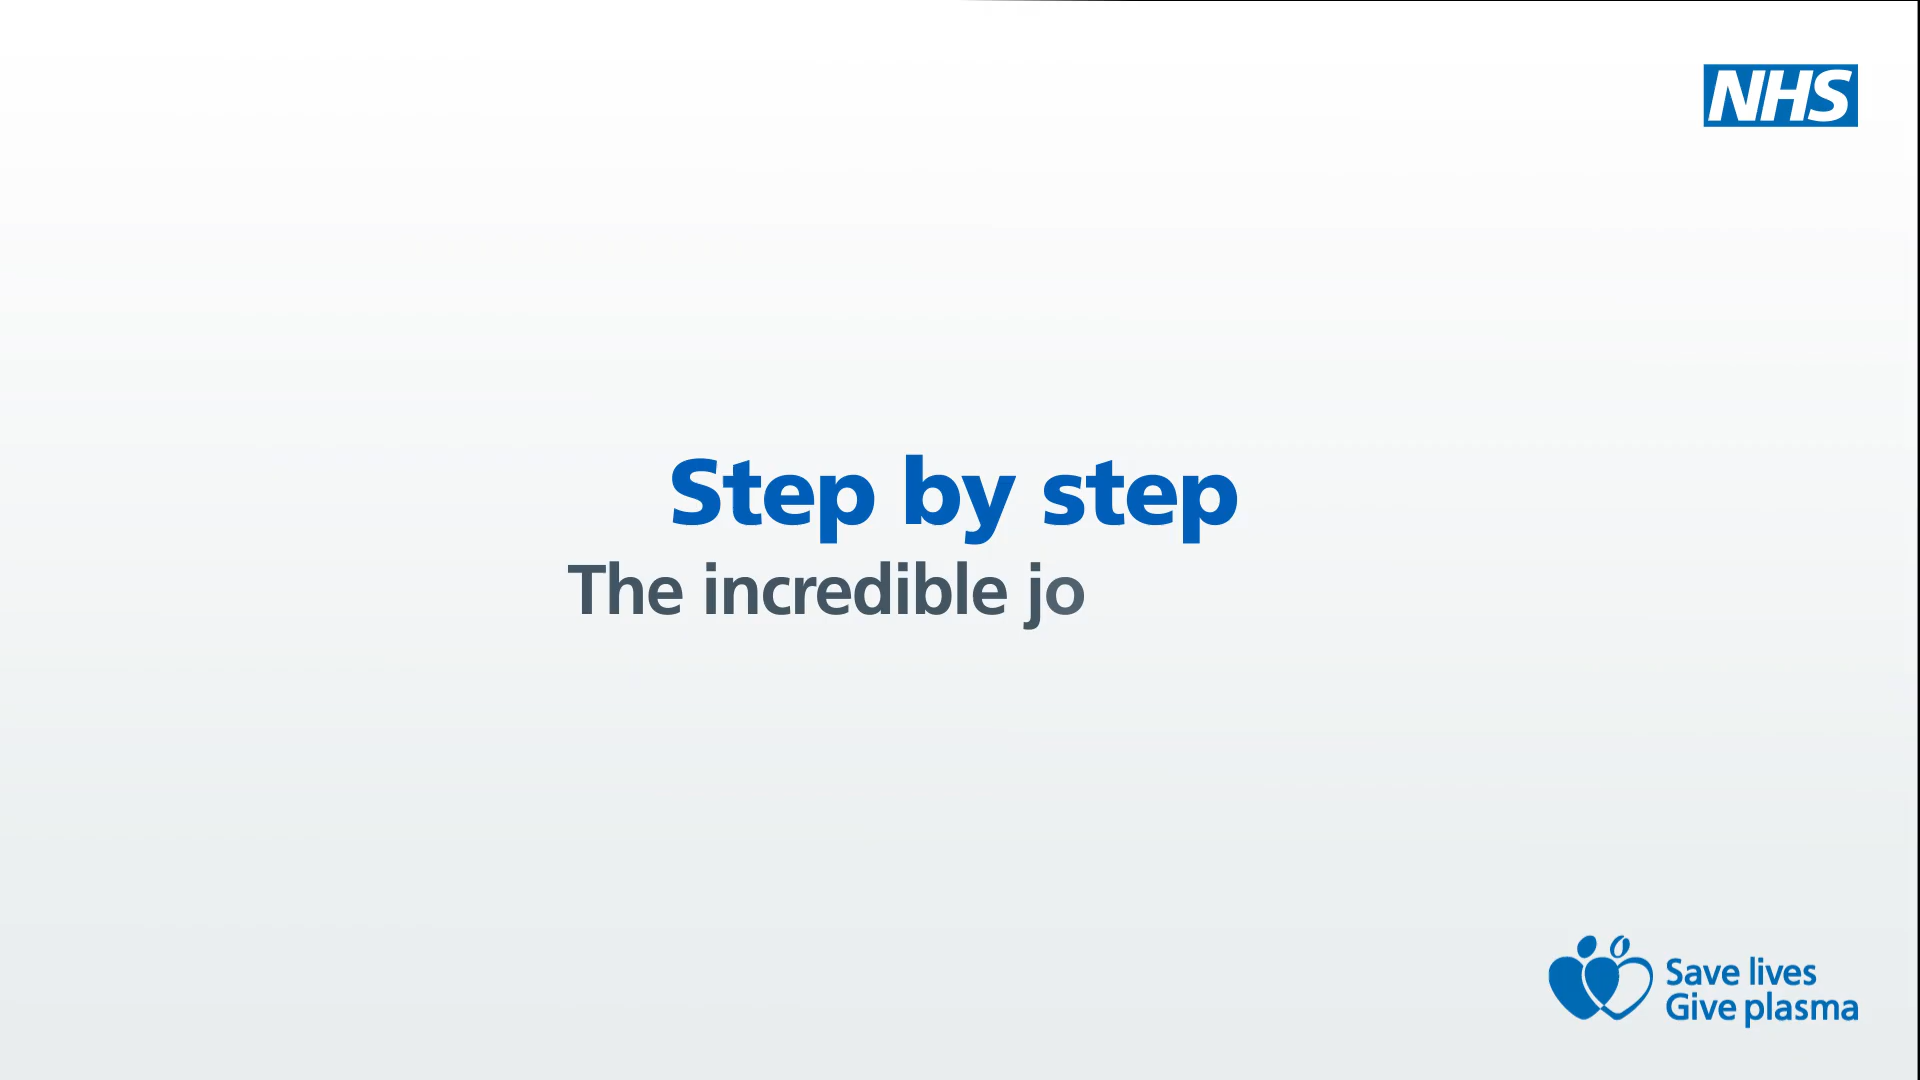 NHS
Step by step
The incredible jo
Save lives
Give plasma